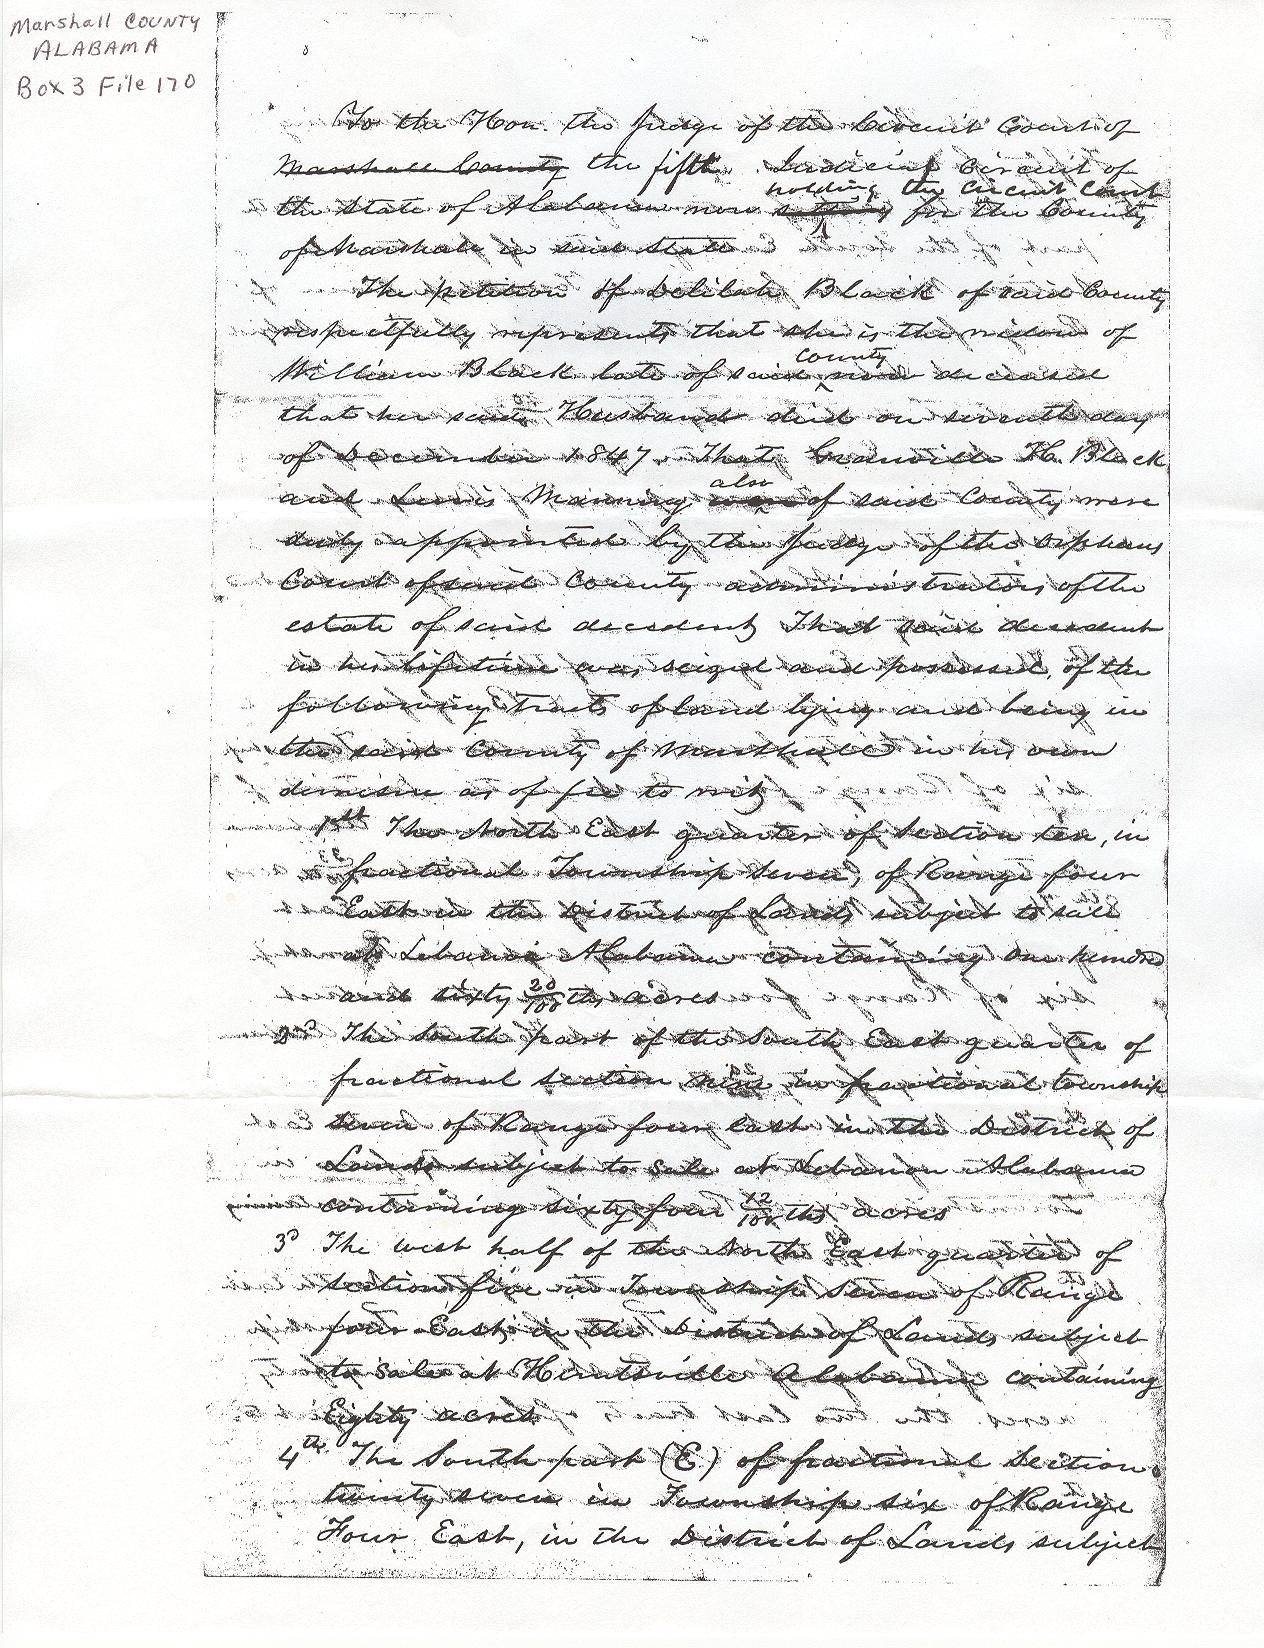 Marshall COUNTY
ALABAMA
Box 3 File 170
To the Hon. the Judge of the Circuit Court of
Marshall County the fifth Judicial Circuit of
holding the Circuit Court
the State of Alabama now sitting for the County
of Marshall in said State
The petition of Delilah Black of said County
respectfully represents that she is the widow of
county
William Black late of said now deceased
that her said Husband died on seventh day
of December 1847. That Granville H. Black
also
and Lewis Manning of said County were
duly appointed by the Judge of the Orphans
Court of said County administrators of the
estate of said decedent, That said decedent
in his lifetime was seized and possessed of the
following tracts of land lying and being in
the said County of Marshall in his own
demisne as of fee to wit,
1st The North East quarter of Section ten, in
fractional Township Seven, of Range four
East in the District of Lands subject to sale
at Lebanon Alabama containing One hundred
and sixty 20/100ths acres
2nd The South part of the South East quarter of
fractional section nine in fractional township
Seven of Range four East in the District of
Lands subject to sale at Lebanon Alabama
containing sixty four 12/100ths acres
3d The west half of the North East quarter of
section five in Township Seven of Range
four East, in the District of Lands subject
to sale at Huntsville Alabama containing
Eighty acres
4th The South part (E) of fractional Section
twenty seven in Township six of Range
Four East, in the District of Lands subject